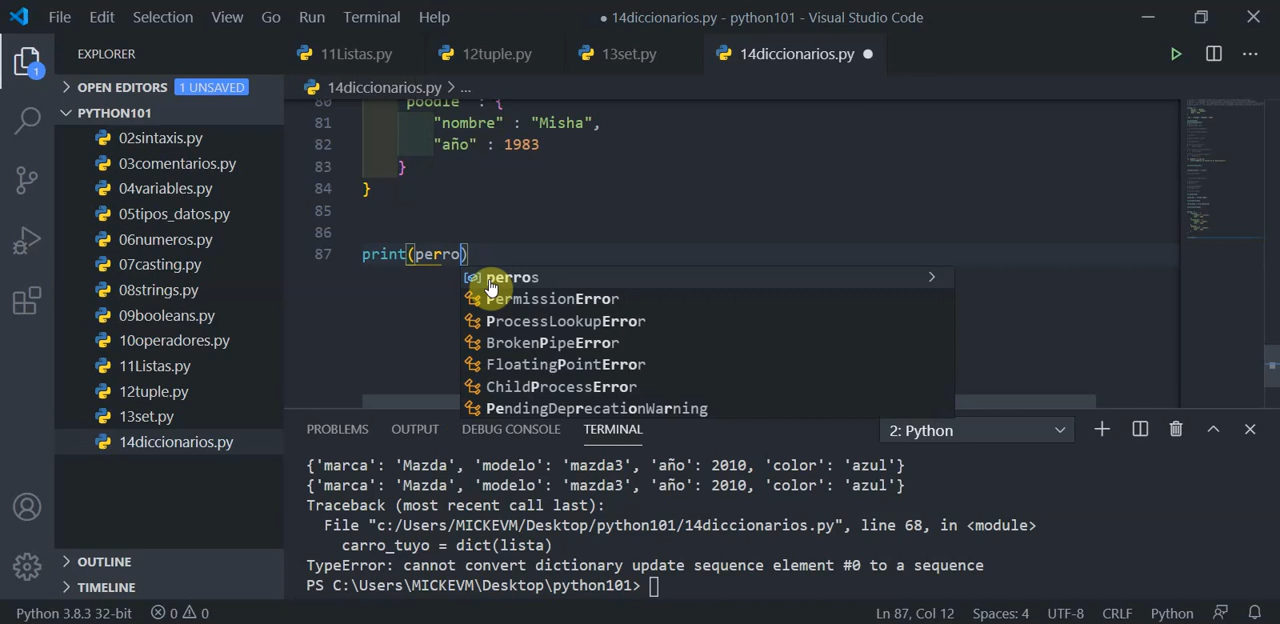 File Edit Selection View Go Run Terminal Help ● 14diccionarios.py - python101 - Visual Studio Code
EXPLORER 11Listas.py 12tuple.py 13set.py 14diccionarios.py
1
OPEN EDITORS 1 UNSAVED
14diccionarios.py > ...
PYTHON101
02sintaxis.py
03comentarios.py
04variables.py
05tipos_datos.py
06numeros.py
07casting.py
08strings.py
09booleans.py
10operadores.py
11Listas.py
12tuple.py
13set.py
14diccionarios.py
OUTLINE
TIMELINE
80 "poodle" : {
81 "nombre" : "Misha",
82 "año" : 1983
83 }
84 }
85
86
87 print(perro)
perros
PermissionError
ProcessLookupError
BrokenPipeError
FloatingPointError
ChildProcessError
PendingDeprecationWarning
PROBLEMS OUTPUT DEBUG CONSOLE TERMINAL 2: Python
{'marca': 'Mazda', 'modelo': 'mazda3', 'año': 2010, 'color': 'azul'}
{'marca': 'Mazda', 'modelo': 'mazda3', 'año': 2010, 'color': 'azul'}
Traceback (most recent call last):
File "c:/Users/MICKEVM/Desktop/python101/14diccionarios.py", line 68, in <module>
carro_tuyo = dict(lista)
TypeError: cannot convert dictionary update sequence element #0 to a sequence
PS C:\Users\MICKEVM\Desktop\python101>
Python 3.8.3 32-bit 0 0 Ln 87, Col 12 Spaces: 4 UTF-8 CRLF Python